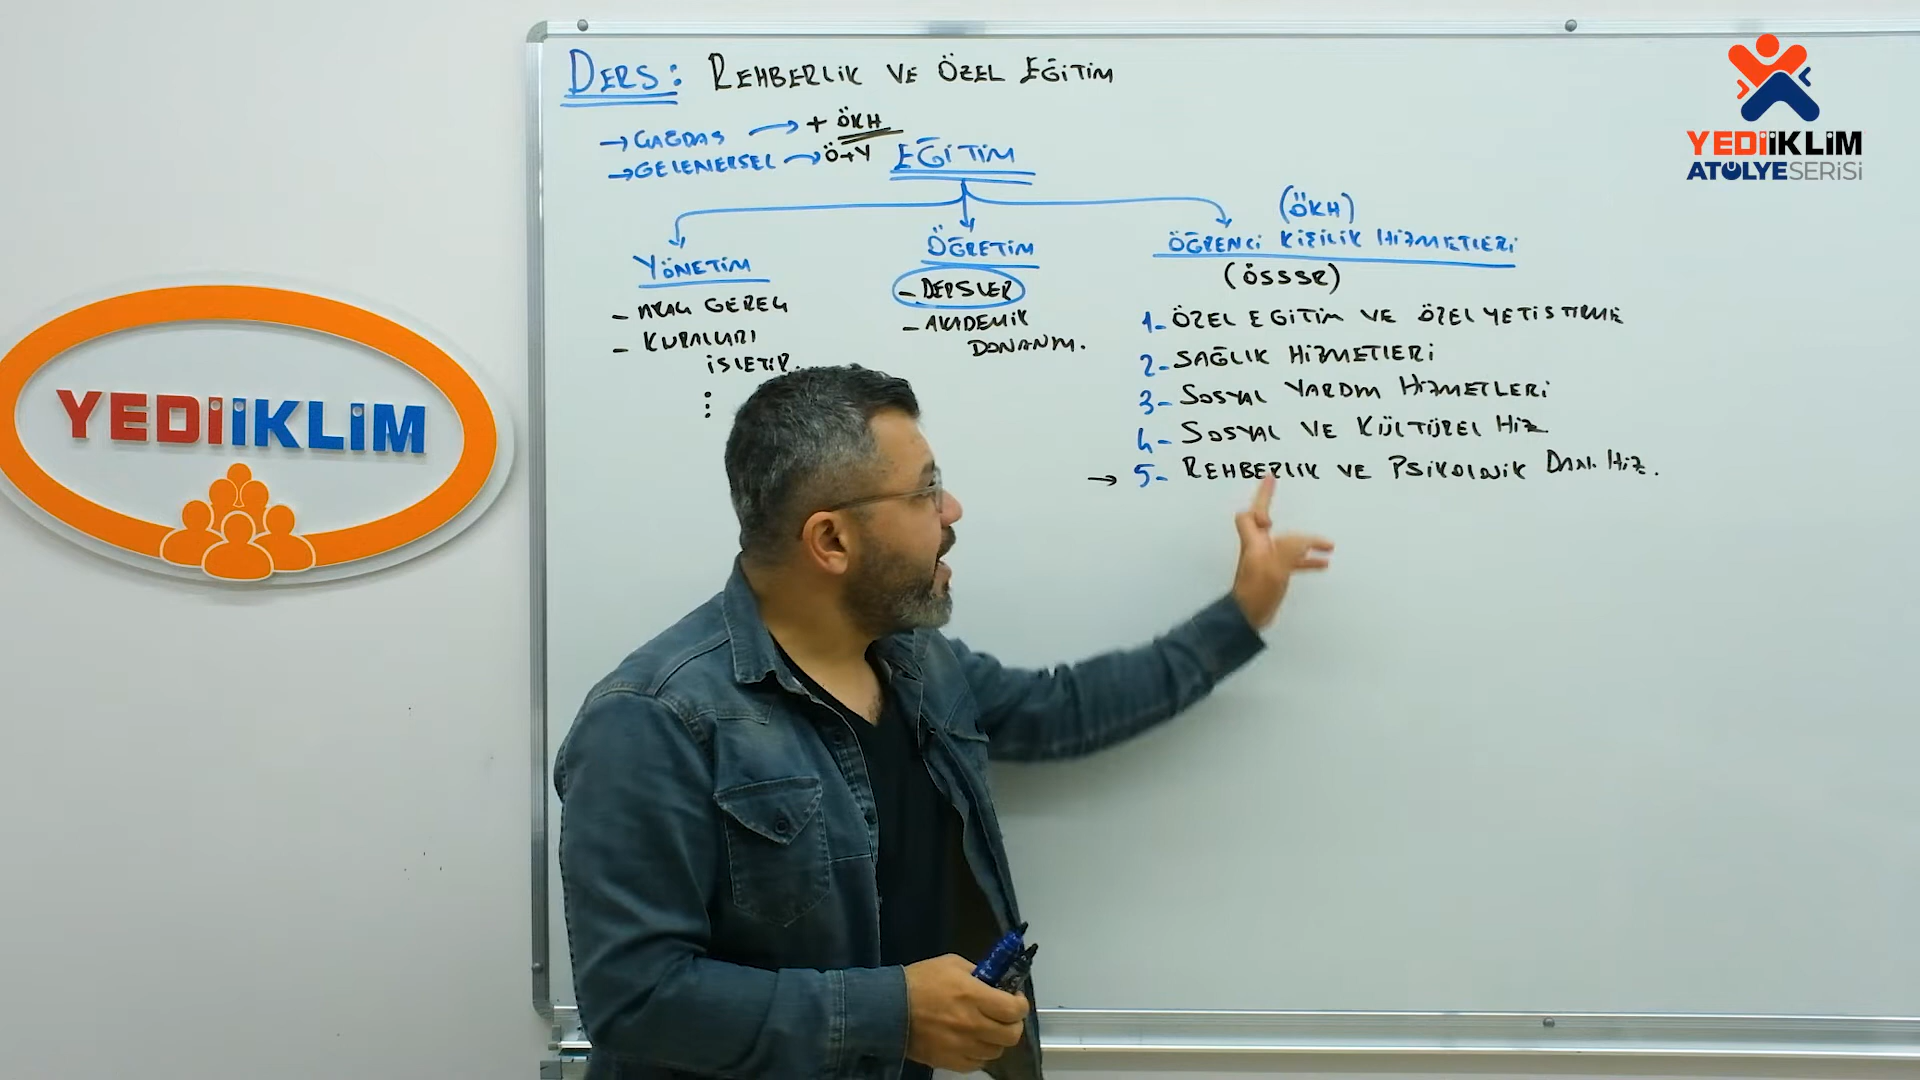 DERS: REHBERLİK VE ÖZEL EĞİTİM
→ ÇAĞDAŞ → + ÖKH
→ GELENEKSEL → Ö+Y
EĞİTİM
YÖNETİM
- ARAÇ GEREÇ
- KURALLARI
İŞLETİR.
⋮
ÖĞRETİM
- DERSLER
- AKADEMİK
DONANIM.
(ÖKH)
ÖĞRENCİ KİŞİLİK HİZMETLERİ
(ÖSSSR)
1- ÖZEL EĞİTİM VE ÖZEL YETİŞTİRME
2- SAĞLIK HİZMETLERİ
3- SOSYAL YARDIM HİZMETLERİ
4- SOSYAL VE KÜLTÜREL HİZ.
→ 5- REHBERLİK VE PSİKOLOJİK DAN. HİZ.
YEDİİKLİM
ATÖLYESERİSİ
YEDİİKLİM